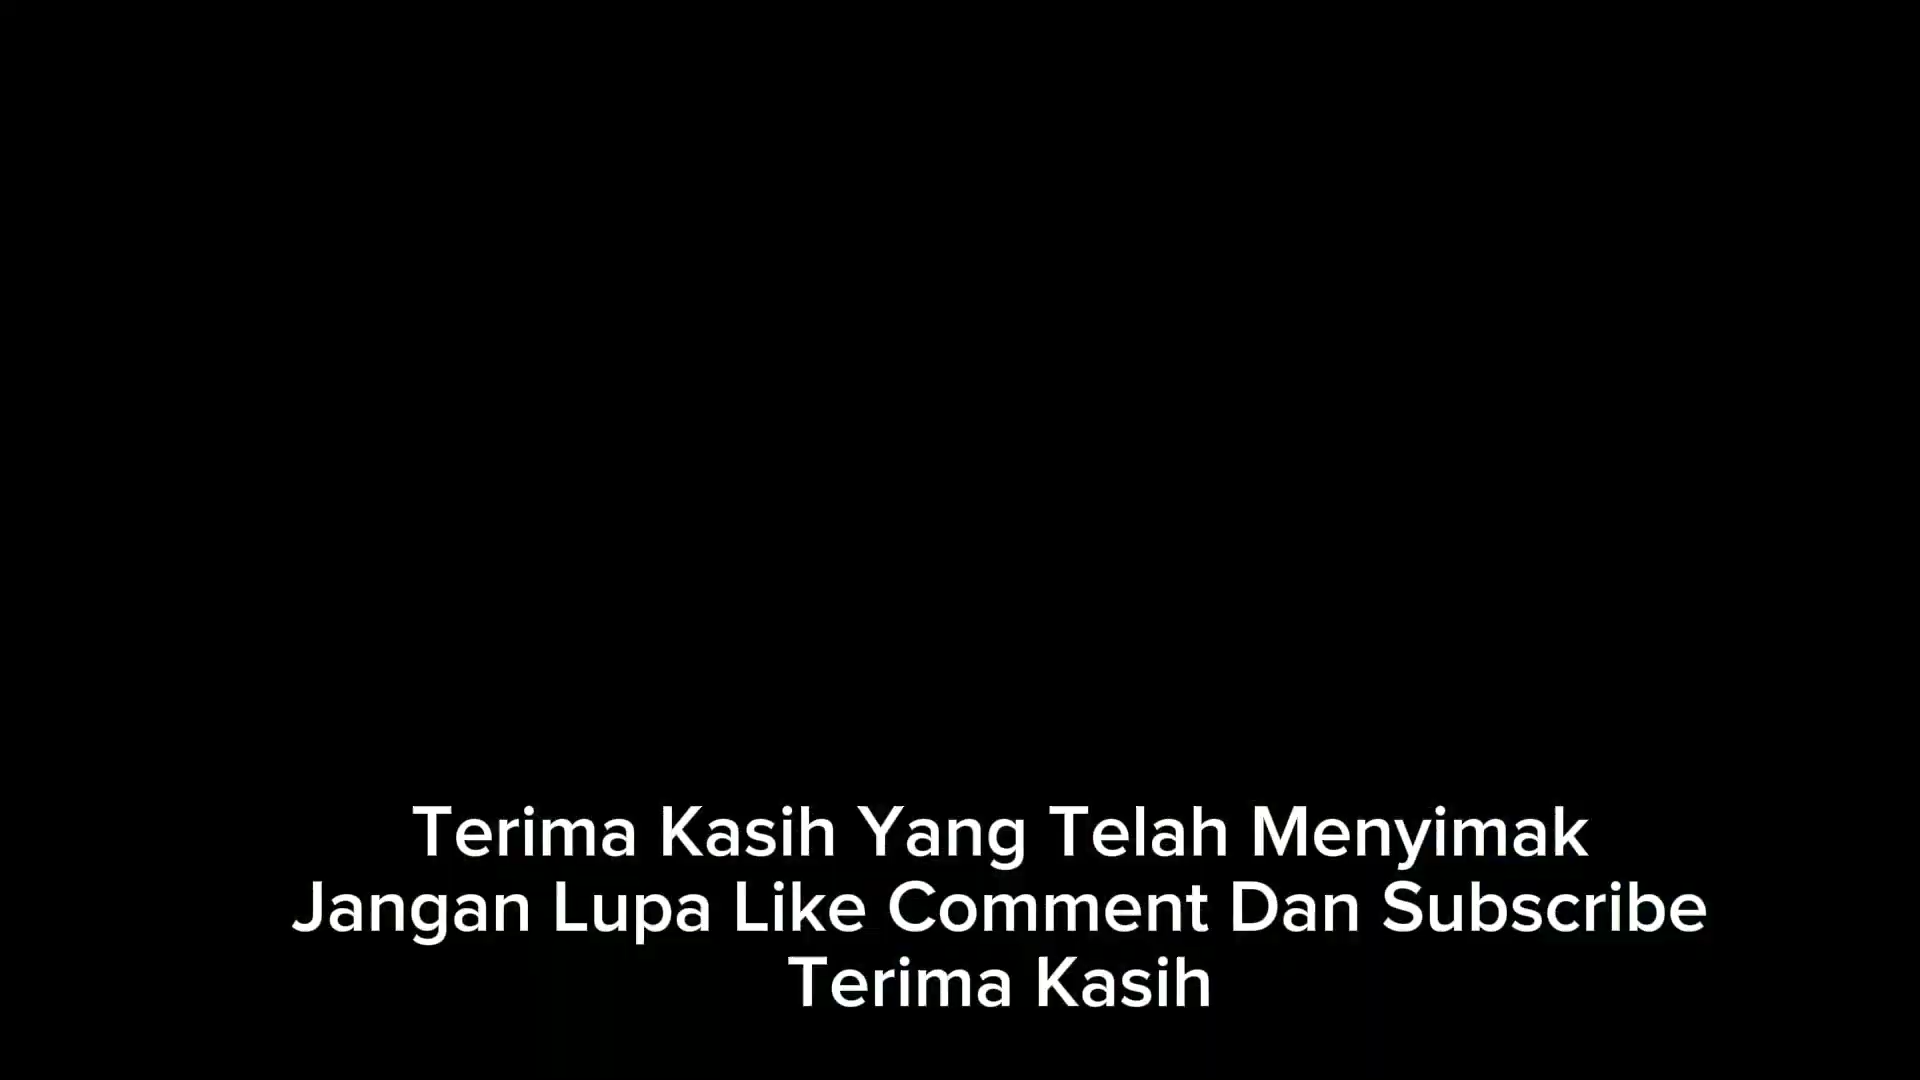 Terima Kasih Yang Telah Menyimak
Jangan Lupa Like Comment Dan Subscribe
Terima Kasih